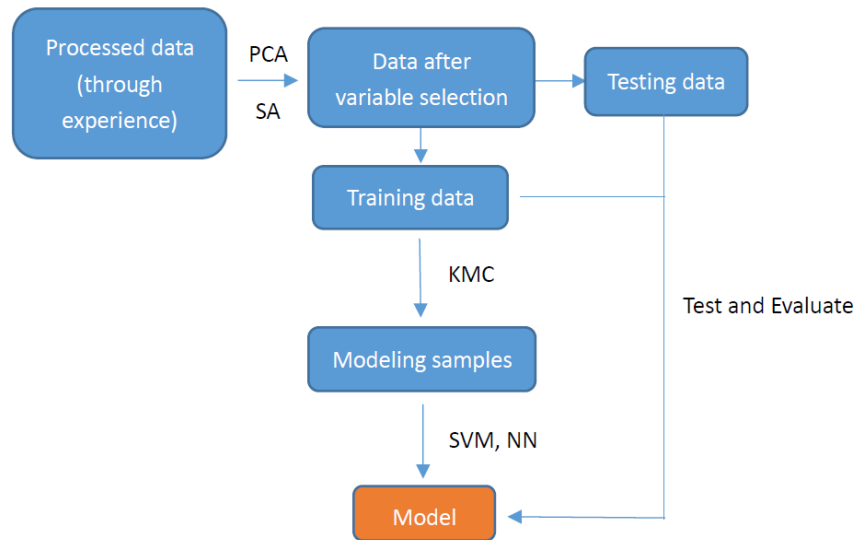 Processed data
(through
experience)
PCA
SA
Data after
variable selection
Testing data
Training data
KMC
Test and Evaluate
Modeling samples
SVM, NN
Model